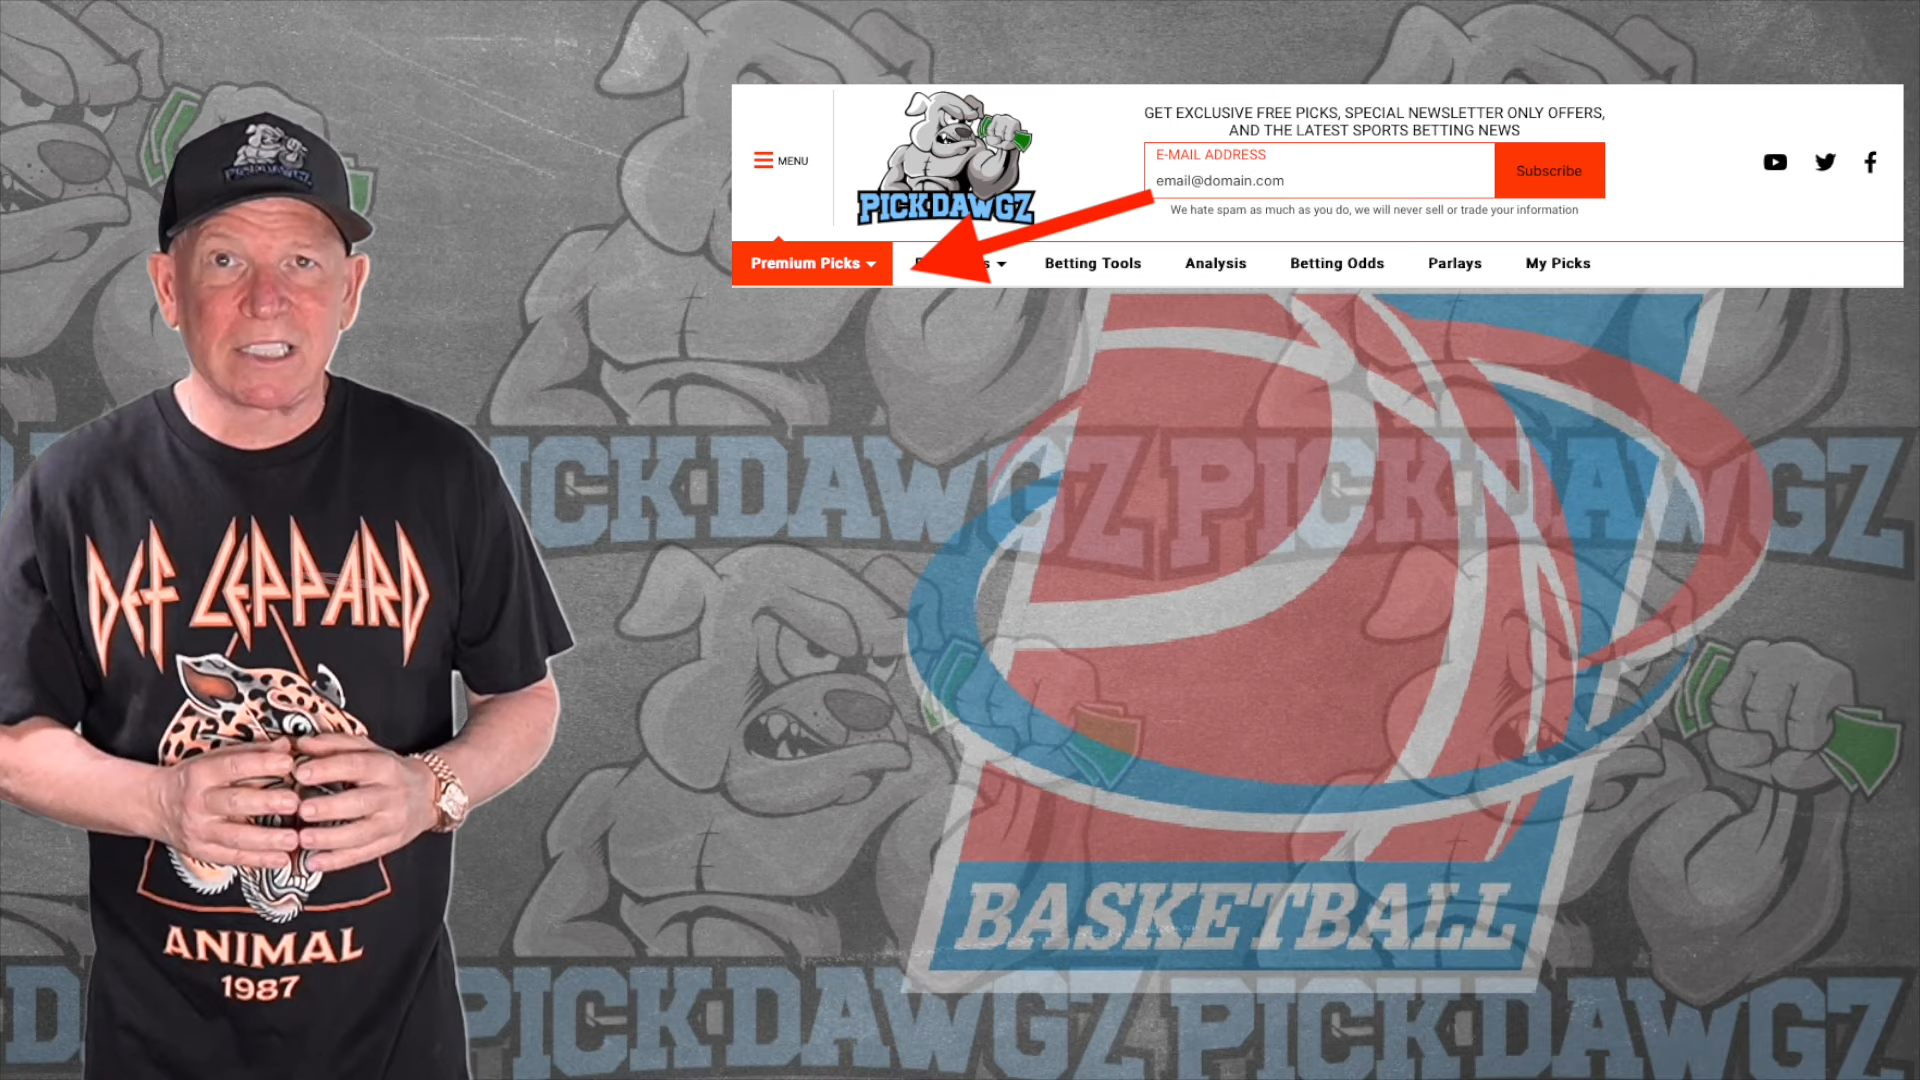 GET EXCLUSIVE FREE PICKS, SPECIAL NEWSLETTER ONLY OFFERS,
AND THE LATEST SPORTS BETTING NEWS
E-MAIL ADDRESS
MENU
email@domain.com
Subscribe
PICKDAWGZ
We hate spam as much as you do, we will never sell or trade your information
Premium Picks
Betting Tools
Analysis
Betting Odds
Parlays
My Picks
PICKDAWGZ
PICKDAWGZ
PICKDAWGZ
DEF LEPPARD
ANIMAL
1987
BASKETBALL
PICKDAWGZ
PICKDAWGZ